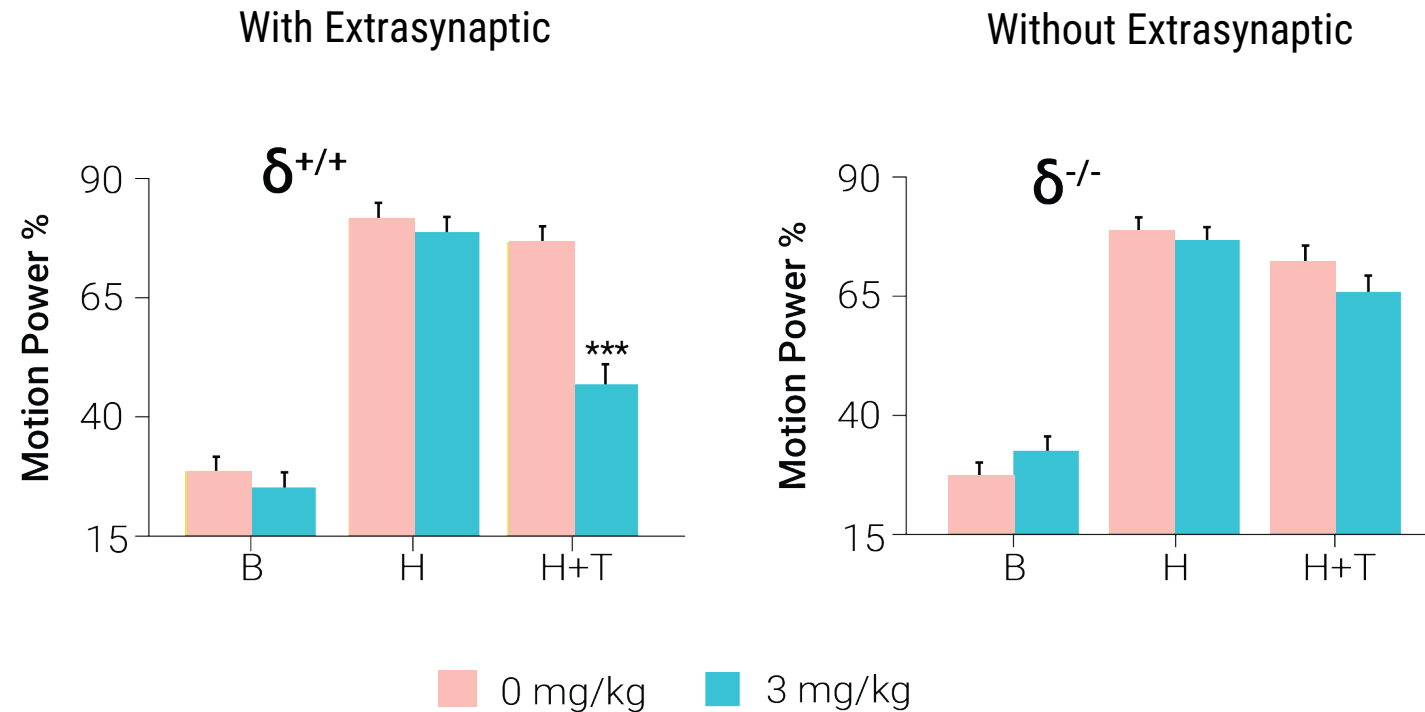 With Extrasynaptic
Without Extrasynaptic
δ+/+
90
65
40
15
Motion Power %
***
B
H
H+T
δ-/-
90
65
40
15
Motion Power %
B
H
H+T
0 mg/kg
3 mg/kg